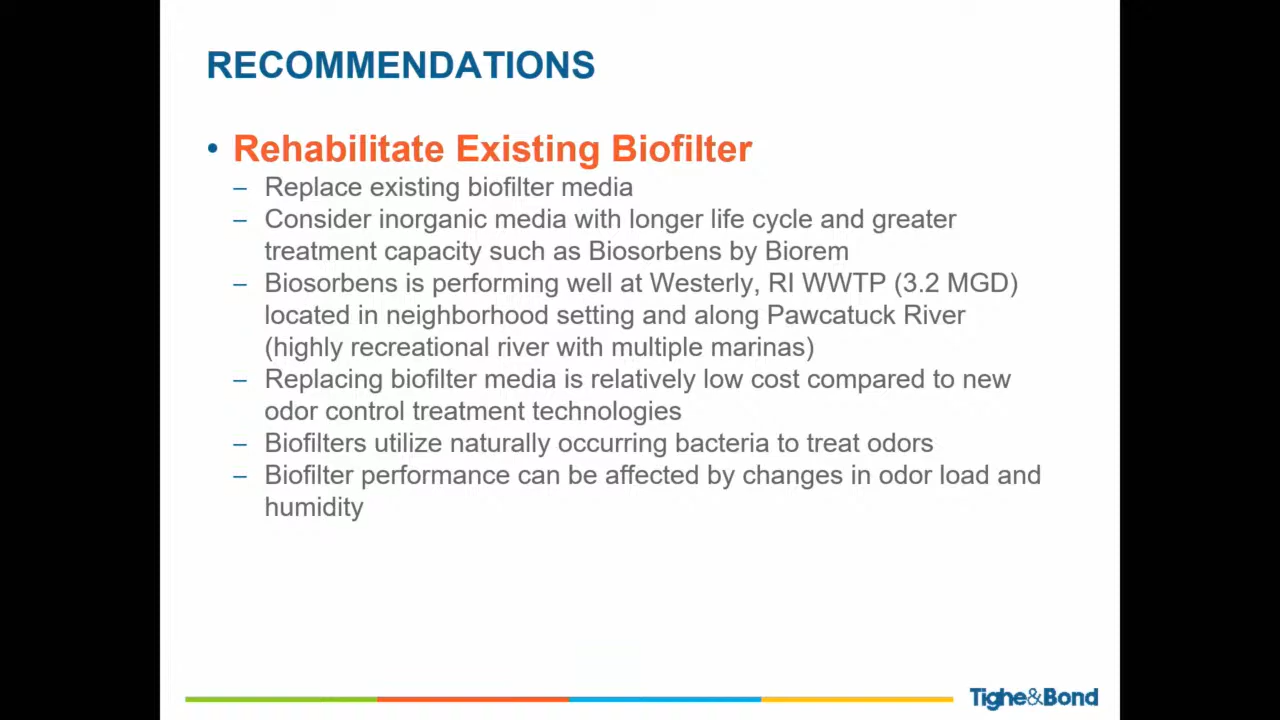 RECOMMENDATIONS
• Rehabilitate Existing Biofilter
– Replace existing biofilter media
– Consider inorganic media with longer life cycle and greater
treatment capacity such as Biosorbens by Biorem
– Biosorbens is performing well at Westerly, RI WWTP (3.2 MGD)
located in neighborhood setting and along Pawcatuck River
(highly recreational river with multiple marinas)
– Replacing biofilter media is relatively low cost compared to new
odor control treatment technologies
– Biofilters utilize naturally occurring bacteria to treat odors
– Biofilter performance can be affected by changes in odor load and
humidity
Tighe&Bond